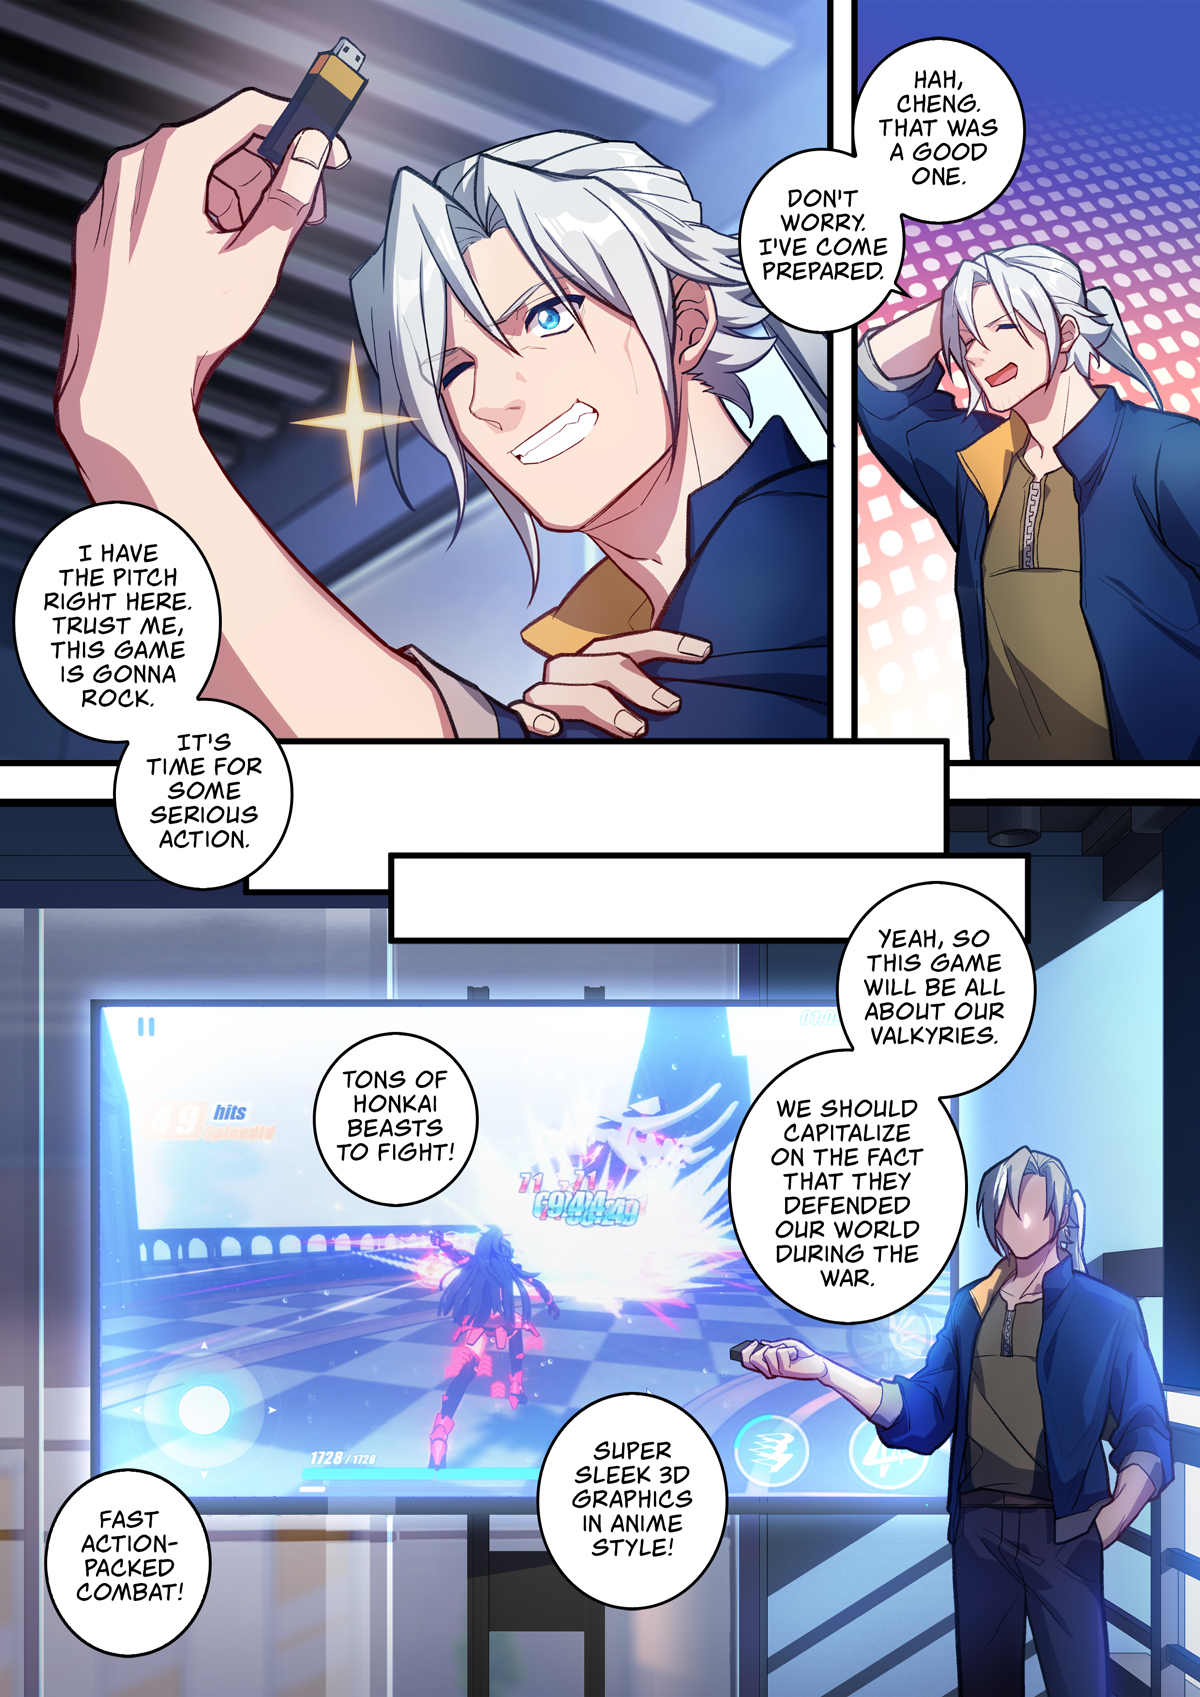 HAH,
CHENG.
THAT WAS
A GOOD
ONE.
DON'T
WORRY.
I'VE COME
PREPARED.
I HAVE
THE PITCH
RIGHT HERE.
TRUST ME,
THIS GAME
IS GONNA
ROCK.
IT'S
TIME FOR
SOME
SERIOUS
ACTION.
YEAH, SO
THIS GAME
WILL BE ALL
ABOUT OUR
VALKYRIES.
WE SHOULD
CAPITALIZE
ON THE FACT
THAT THEY
DEFENDED
OUR WORLD
DURING THE
WAR.
TONS OF
HONKAI
BEASTS
TO FIGHT!
49 hits
Splendid
71
71
1728 / 1728
SUPER
SLEEK 3D
GRAPHICS
IN ANIME
STYLE!
FAST
ACTION-
PACKED
COMBAT!